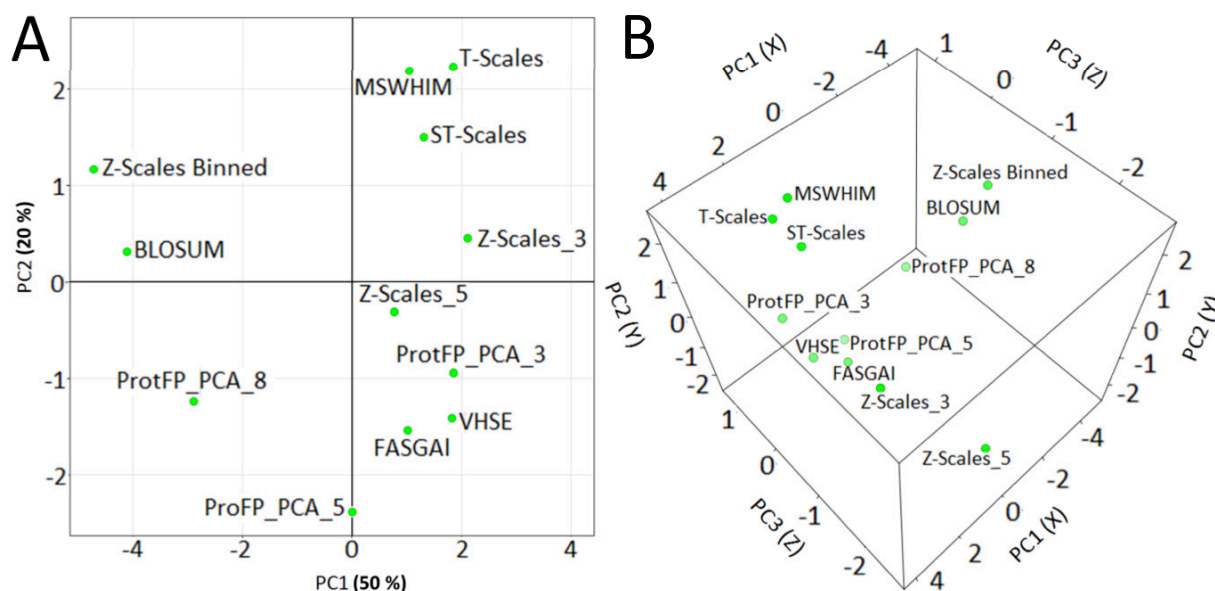 A
T-Scales
MSWHIM
ST-Scales
Z-Scales Binned
Z-Scales_3
BLOSUM
Z-Scales_5
ProtFP_PCA_3
ProtFP_PCA_8
VHSE
FASGAI
ProFP_PCA_5
2
1
0
-1
-2
PC2 (20 %)
-4
-2
0
2
4
PC1 (50 %)
B
PC1 (X)
-4
-2
0
2
4
PC3 (Z)
1
0
-1
-2
Z-Scales Binned
BLOSUM
MSWHIM
T-Scales
ST-Scales
ProtFP_PCA_8
ProtFP_PCA_3
ProtFP_PCA_5
VHSE
FASGAI
Z-Scales_3
Z-Scales_5
PC2 (Y)
2
1
0
-1
-2
PC2 (Y)
2
1
0
-1
-2
PC3 (Z)
1
0
-1
-2
PC1 (X)
-4
-2
0
2
4